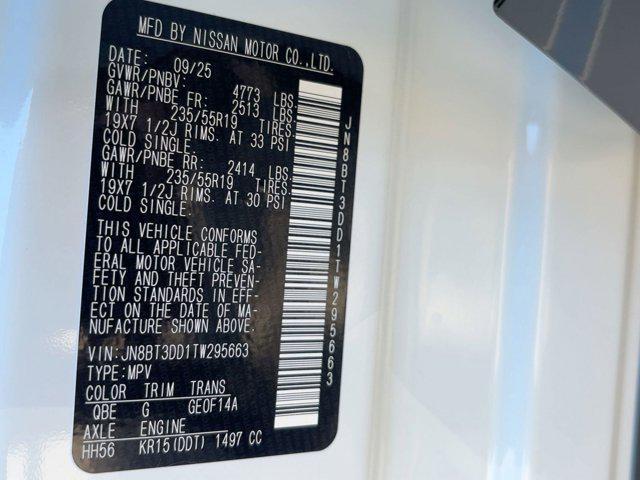 MFD BY NISSAN MOTOR CO.,LTD.
DATE: 09/25
GVWR/PNBV: 4773 LBS.
GAWR/PNBE FR: 2513 LBS.
WITH 235/55R19 TIRES.
19X7 1/2J RIMS. AT 33 PSI
COLD SINGLE.
GAWR/PNBE RR: 2414 LBS.
WITH 235/55R19 TIRES.
19X7 1/2J RIMS. AT 30 PSI
COLD SINGLE.
THIS VEHICLE CONFORMS
TO ALL APPLICABLE FED-
ERAL MOTOR VEHICLE SA-
FETY AND THEFT PREVEN-
TION STANDARDS IN EFF-
ECT ON THE DATE OF MA-
NUFACTURE SHOWN ABOVE.
VIN:JN8BT3DD1TW295663
TYPE:MPV
COLOR TRIM TRANS
QBE G GE0F14A
AXLE ENGINE
HH56 KR15(DDT) 1497 CC
JN8BT3DD1TW295663